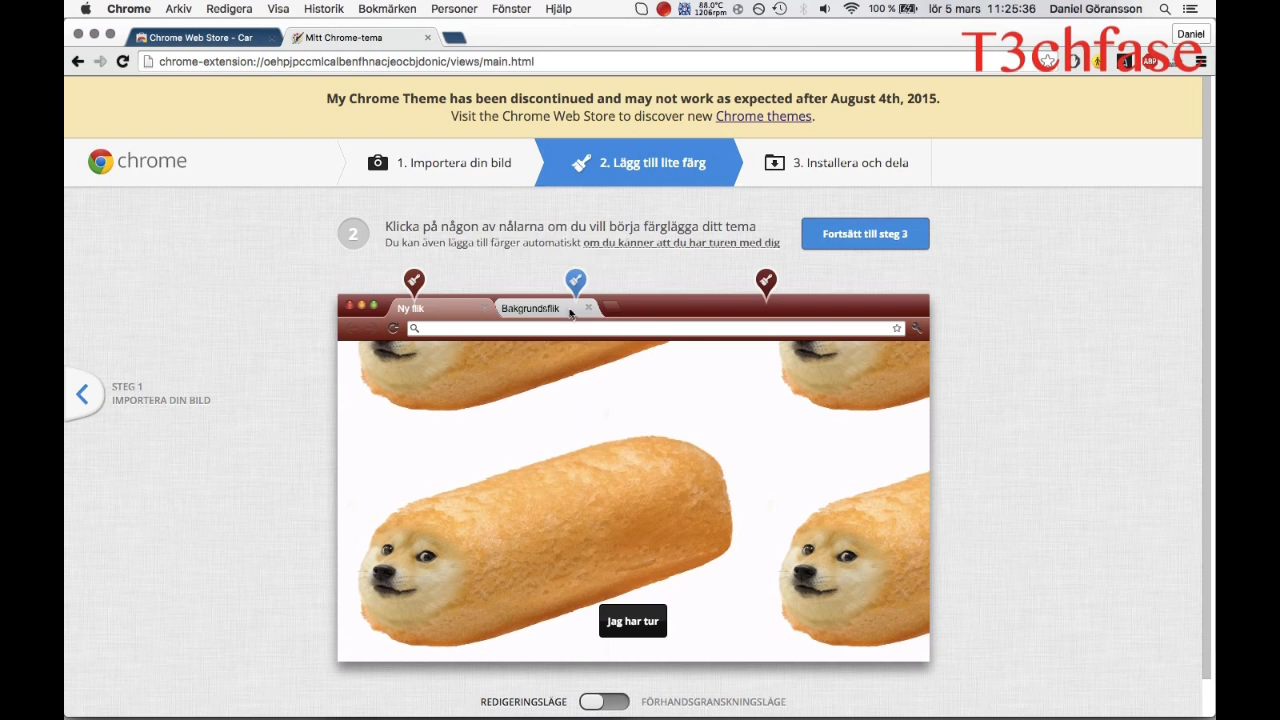 Chrome Arkiv Redigera Visa Historik Bokmärken Personer Fönster Hjälp 88.0°C 1206rpm 100 % lör 5 mars 11:25:36 Daniel Göransson
Chrome Web Store - Car Mitt Chrome-tema Daniel
T3chfase
chrome-extension://oehpjpccmlcalbenfhnacjeocbjdonic/views/main.html ABP
My Chrome Theme has been discontinued and may not work as expected after August 4th, 2015.
Visit the Chrome Web Store to discover new Chrome themes.
chrome 1. Importera din bild 2. Lägg till lite färg 3. Installera och dela
2 Klicka på någon av nålarna om du vill börja färglägga ditt tema
Du kan även lägga till färger automatiskt om du känner att du har turen med dig
Fortsätt till steg 3
Ny flik Bakgrundsflik
STEG 1
IMPORTERA DIN BILD
Jag har tur
REDIGERINGSLÄGE FÖRHANDSGRANSKNINGSLÄGE